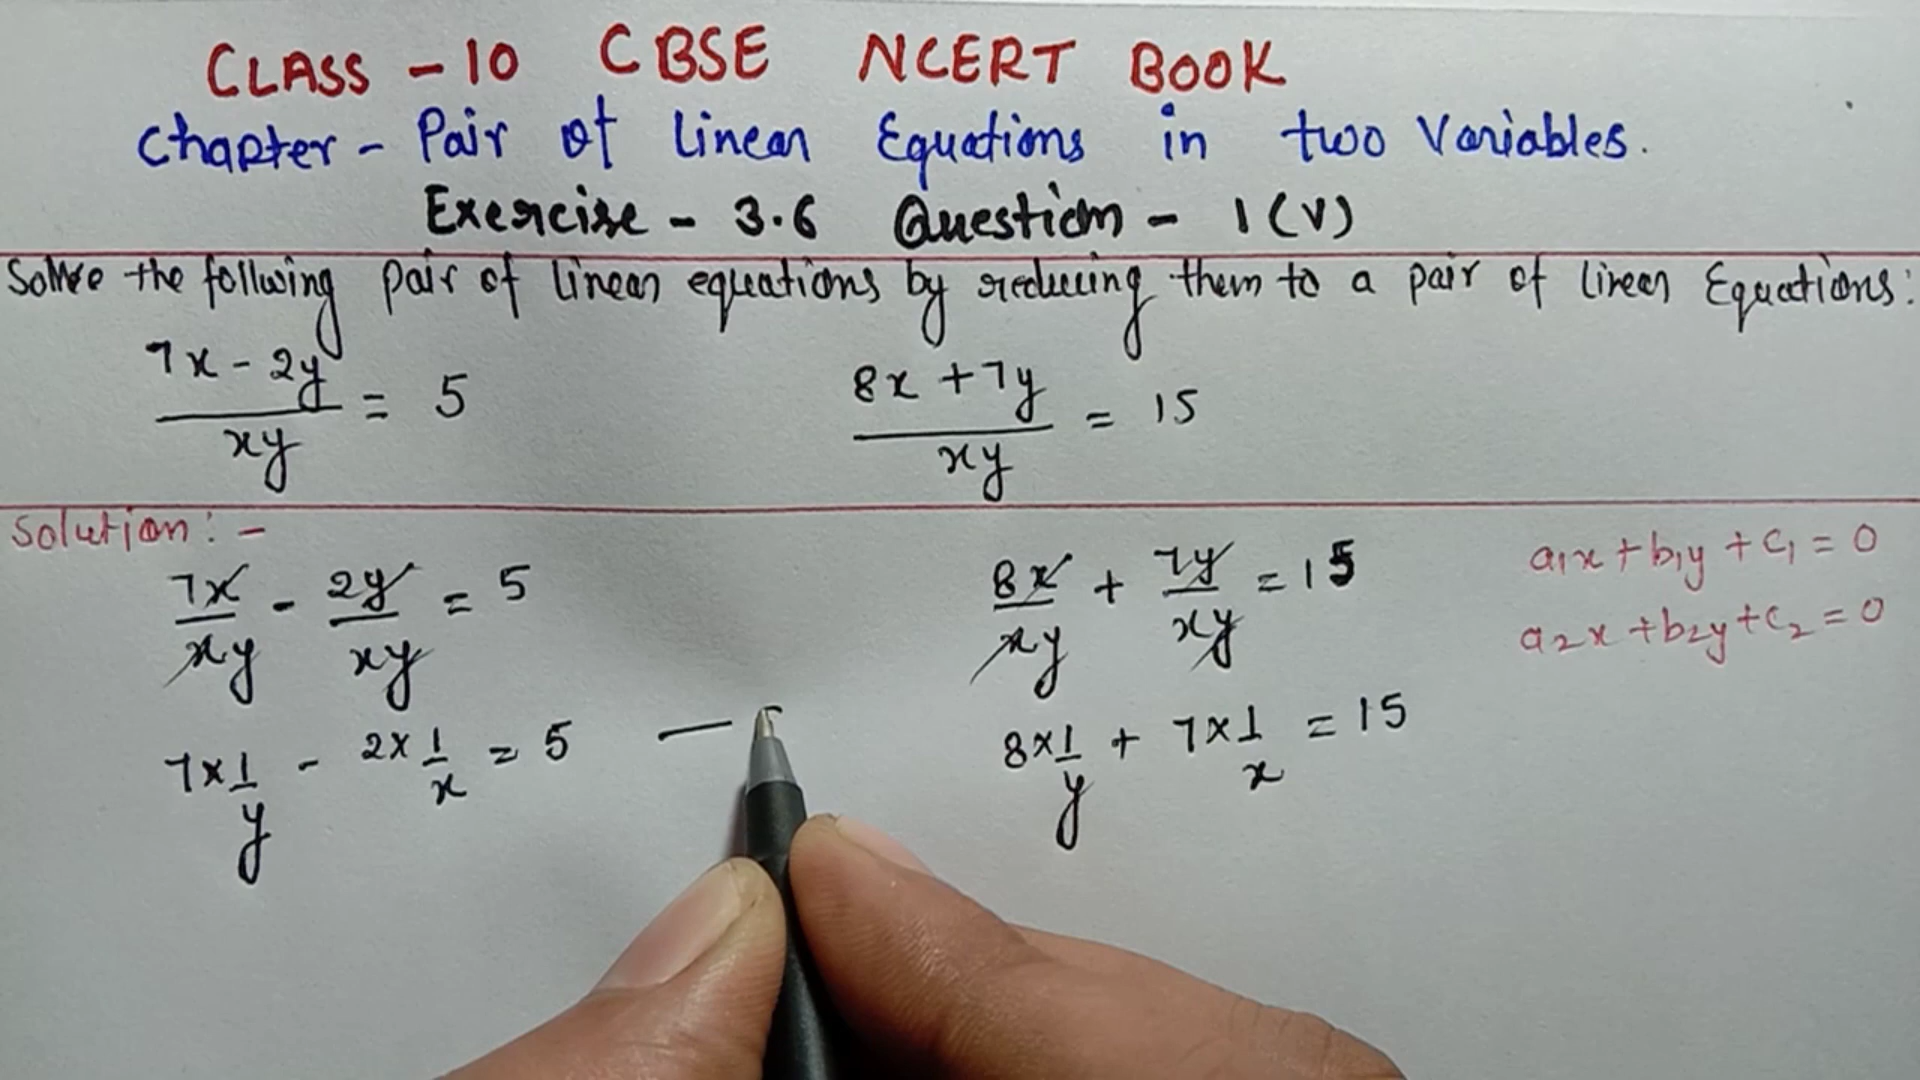 CLASS - 10 CBSE NCERT BOOK
Chapter - Pair of Linear Equations in two Variables.
Exercise - 3.6 Question - 1(V)
Solve the following pair of linear equations by reducing them to a pair of linear Equations:
7x - 2y / xy = 5    8x + 7y / xy = 15
Solution: -
7x/xy - 2y/xy = 5    8x/xy + 7y/xy = 15    a₁x + b₁y + c₁ = 0
a₂x + b₂y + c₂ = 0
7 × 1/y - 2 × 1/x = 5 —    8 × 1/y + 7 × 1/x = 15